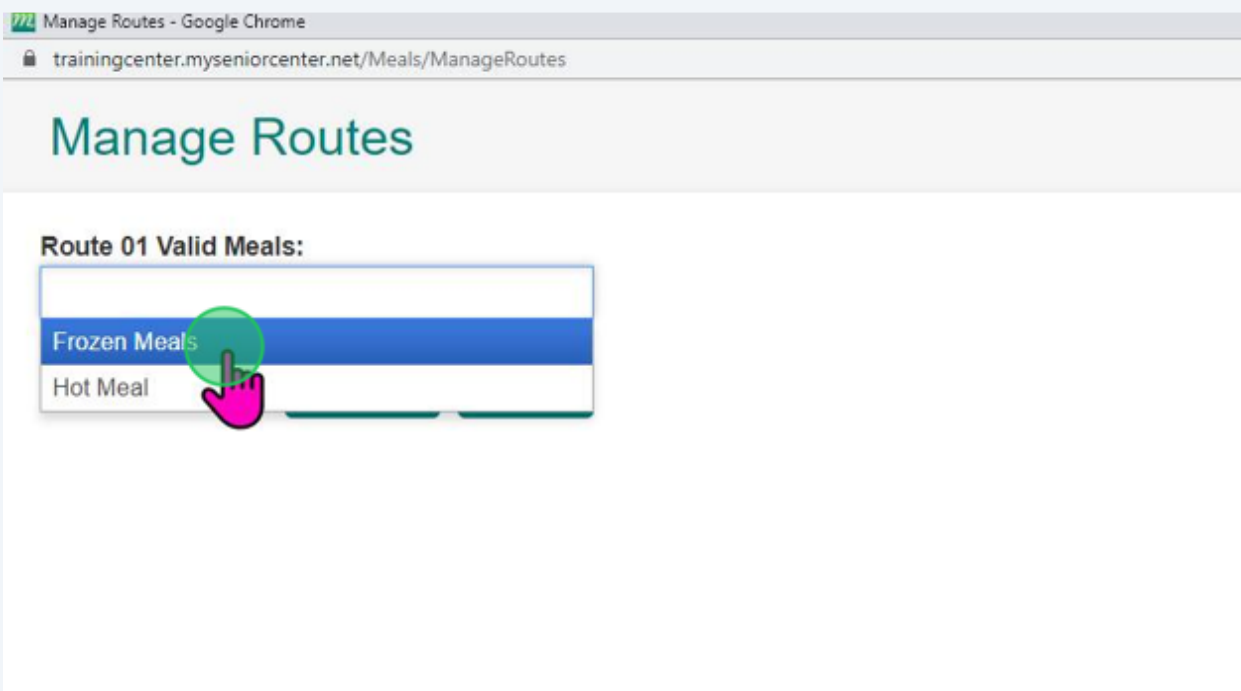 Manage Routes - Google Chrome
trainingcenter.myseniorcenter.net/Meals/ManageRoutes
Manage Routes
Route 01 Valid Meals:
Frozen Meals
Hot Meal